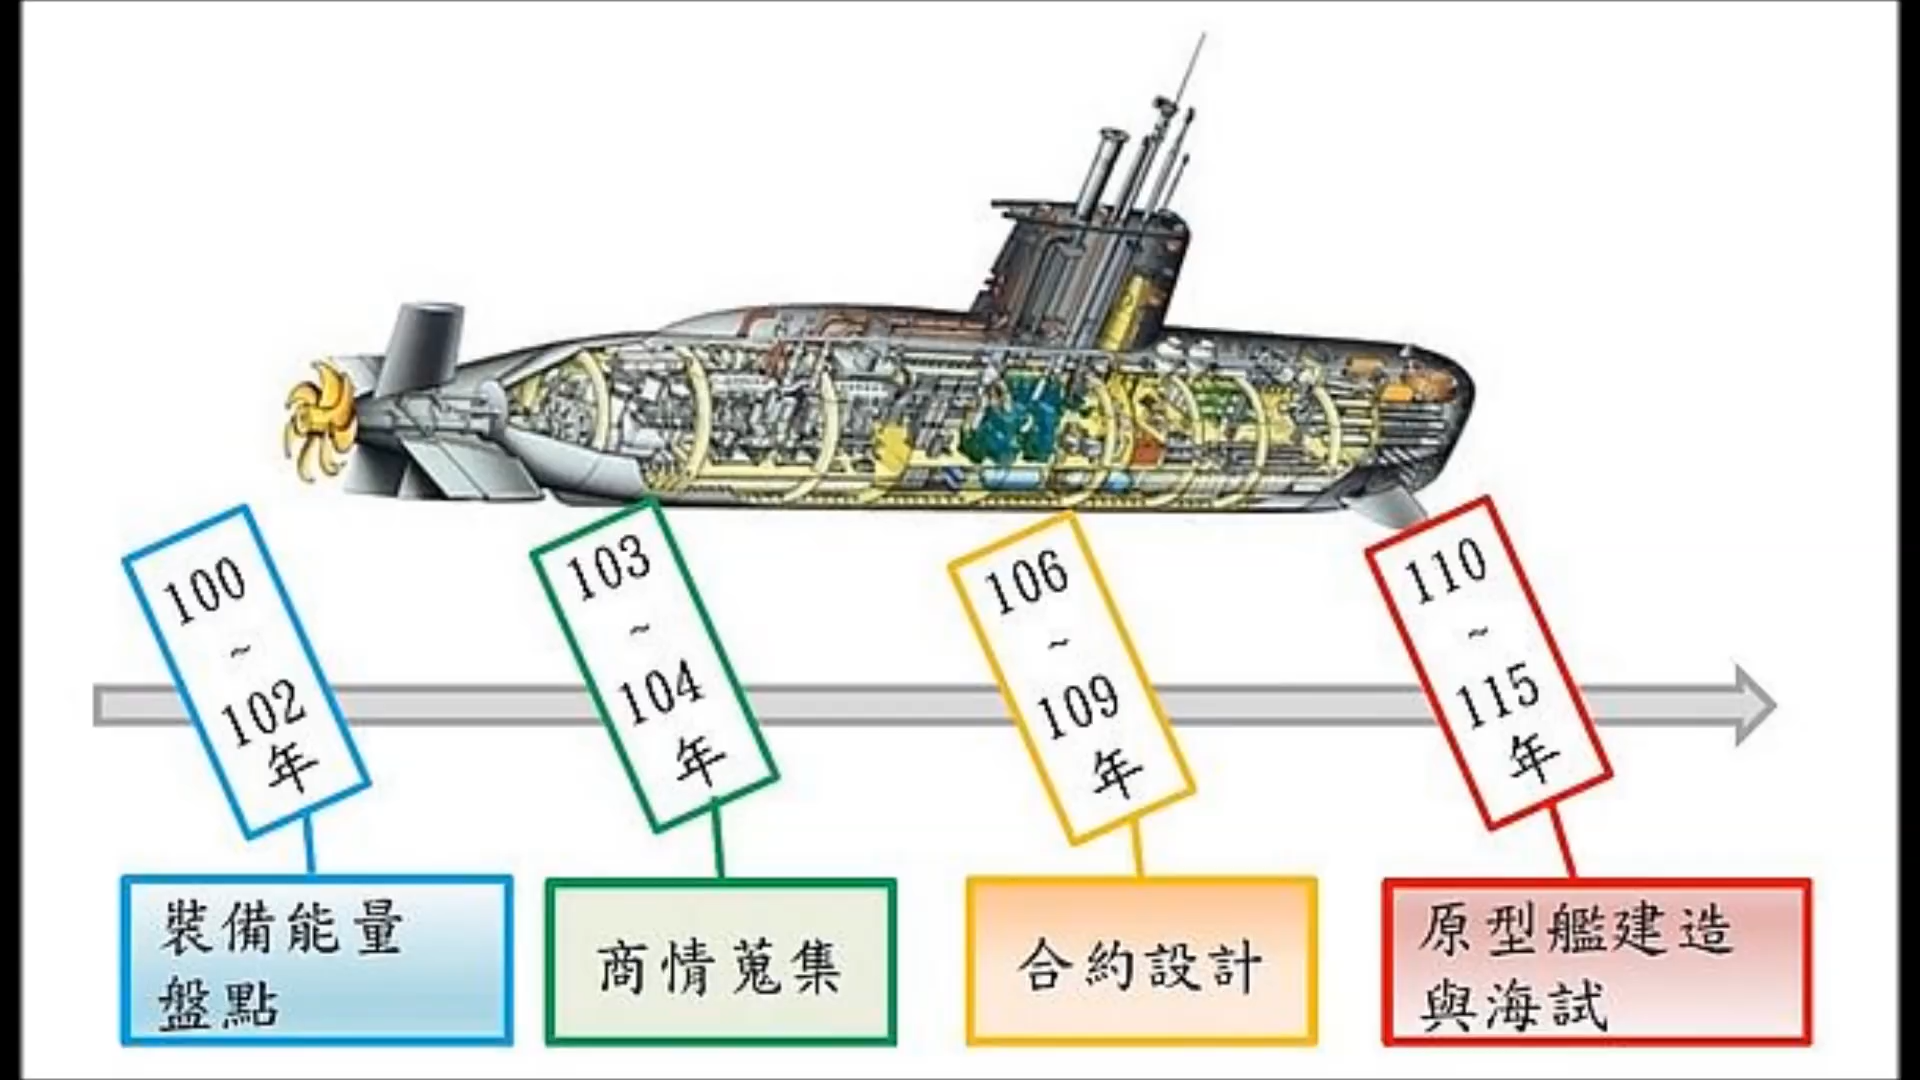 100
~
102
年
103
~
104
年
106
~
109
年
110
~
115
年
裝備能量
盤點
商情蒐集
合約設計
原型艦建造
與海試